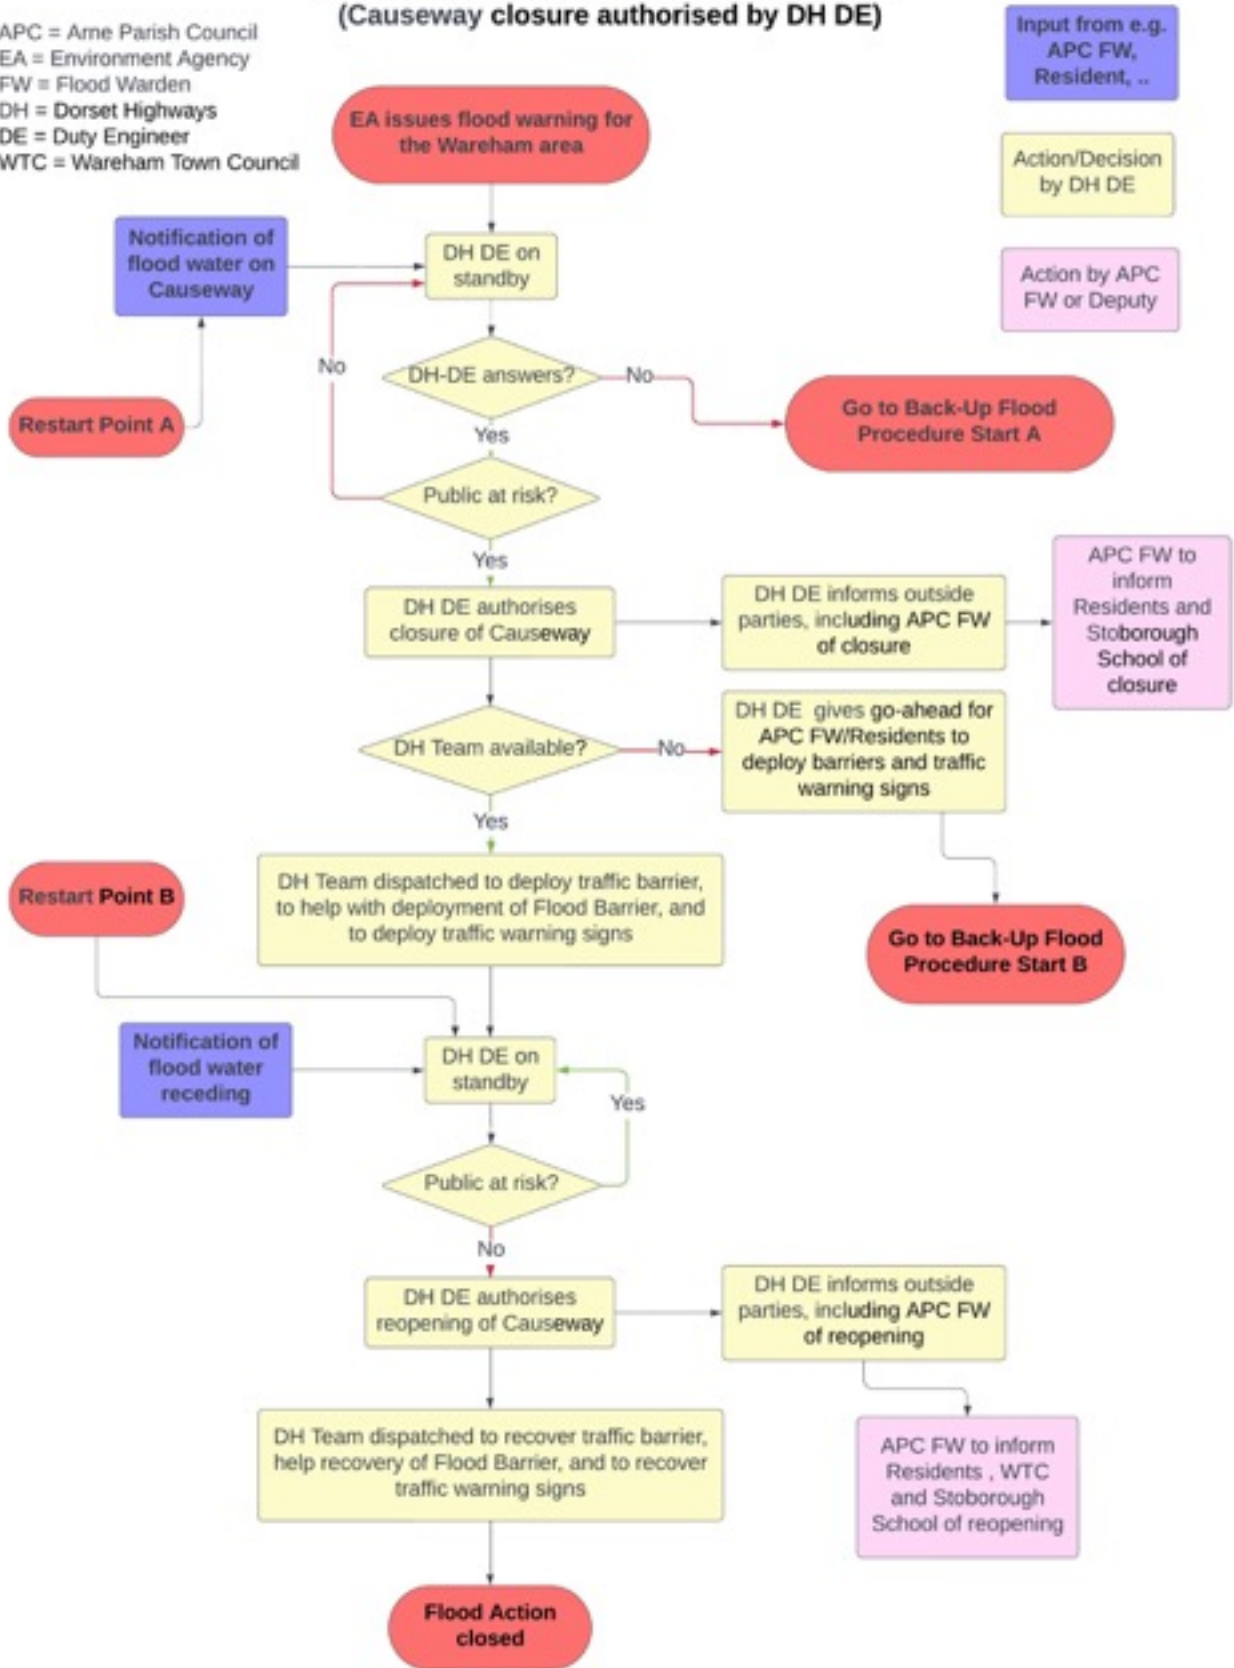 (Causeway closure authorised by DH DE)
APC = Arne Parish Council
EA = Environment Agency
FW = Flood Warden
DH = Dorset Highways
DE = Duty Engineer
WTC = Wareham Town Council
Input from e.g.
APC FW,
Resident, ..
Action/Decision
by DH DE
Action by APC
FW or Deputy
EA issues flood warning for
the Wareham area
Notification of
flood water on
Causeway
DH DE on
standby
No
DH-DE answers?
No
Restart Point A
Go to Back-Up Flood
Procedure Start A
Yes
Public at risk?
Yes
DH DE authorises
closure of Causeway
DH DE informs outside
parties, including APC FW
of closure
APC FW to
inform
Residents and
Stoborough
School of
closure
DH Team available?
No
DH DE gives go-ahead for
APC FW/Residents to
deploy barriers and traffic
warning signs
Yes
DH Team dispatched to deploy traffic barrier,
to help with deployment of Flood Barrier, and
to deploy traffic warning signs
Restart Point B
Go to Back-Up Flood
Procedure Start B
Notification of
flood water
receding
DH DE on
standby
Yes
Public at risk?
No
DH DE authorises
reopening of Causeway
DH DE informs outside
parties, including APC FW
of reopening
DH Team dispatched to recover traffic barrier,
help recovery of Flood Barrier, and to recover
traffic warning signs
APC FW to inform
Residents , WTC
and Stoborough
School of reopening
Flood Action
closed